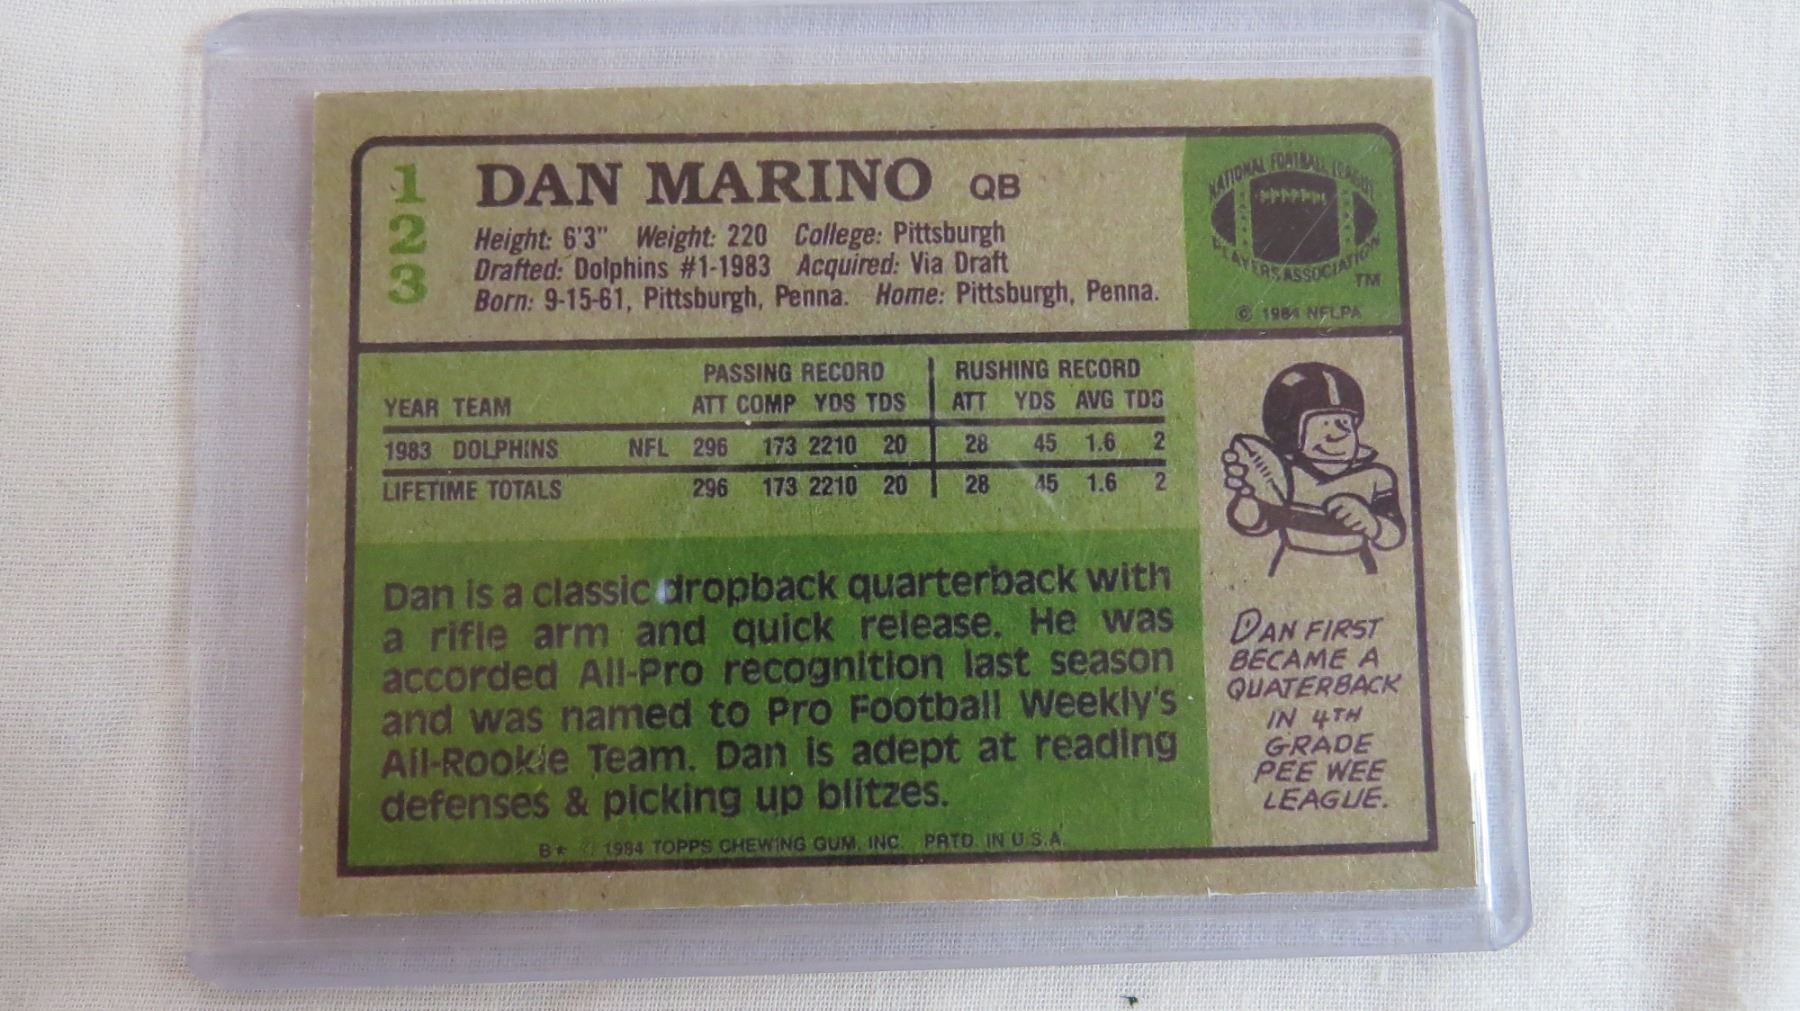 1
2
3
DAN MARINO QB
Height: 6'3" Weight: 220 College: Pittsburgh
Drafted: Dolphins #1-1983 Acquired: Via Draft
Born: 9-15-61, Pittsburgh, Penna. Home: Pittsburgh, Penna.
NATIONAL FOOTBALL LEAGUE
PLAYERS ASSOCIATION
TM
© 1984 NFLPA
PASSING RECORD RUSHING RECORD
YEAR TEAM ATT COMP YDS TDS ATT YDS AVG TDS
1983 DOLPHINS NFL 296 173 2210 20 28 45 1.6 2
LIFETIME TOTALS 296 173 2210 20 28 45 1.6 2
Dan is a classic dropback quarterback with
a rifle arm and quick release. He was
accorded All-Pro recognition last season
and was named to Pro Football Weekly's
All-Rookie Team. Dan is adept at reading
defenses & picking up blitzes.
DAN FIRST
BECAME A
QUATERBACK
IN 4TH
GRADE
PEE WEE
LEAGUE.
B* © 1984 TOPPS CHEWING GUM, INC. PRTD. IN U.S.A.